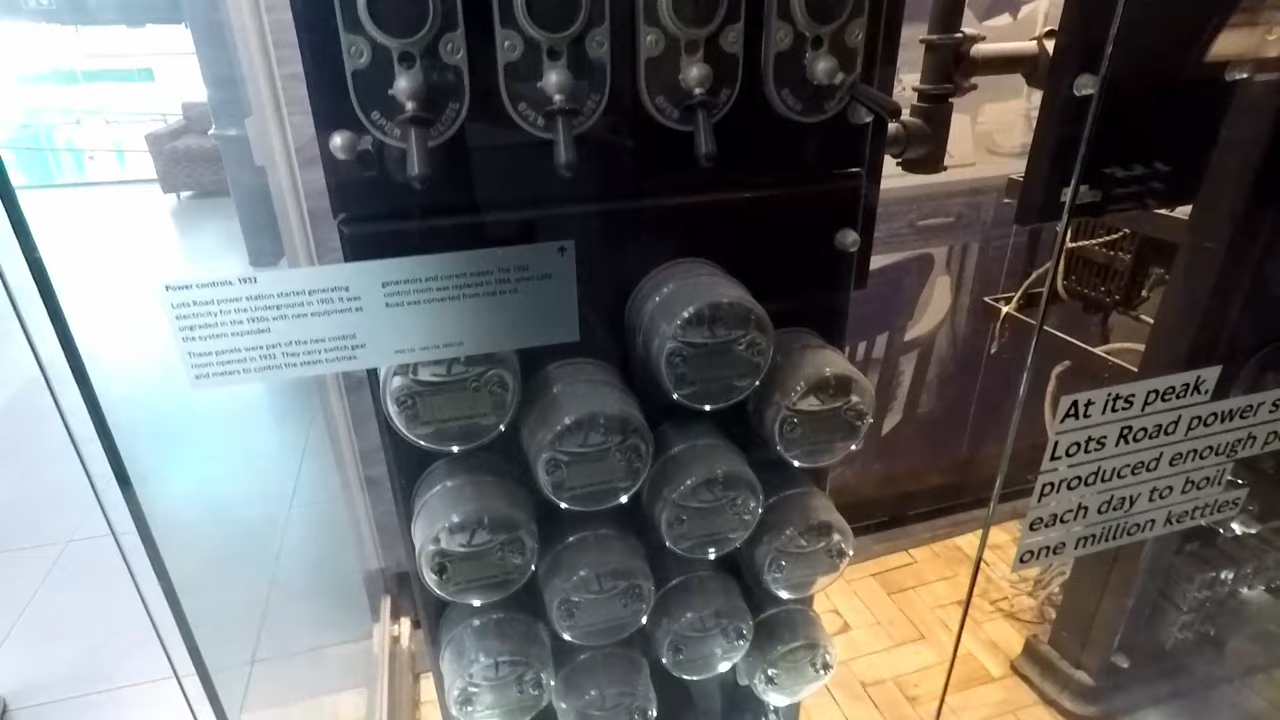 OPEN CLOSE
OPEN CLOSE
OPEN CLOSE
Power controls, 1932
Lots Road power station started generating
electricity for the Underground in 1905. It was
upgraded in the 1930s with new equipment as
the system expanded.
These panels were part of the new control
room opened in 1932. They carry switch gear
and meters to control the steam turbines,
generators and current supply. The 1932
control room was replaced in 1968, when Lots
Road was converted from coal to oil.
At its peak,
Lots Road power s
produced enough po
each day to boil
one million kettles